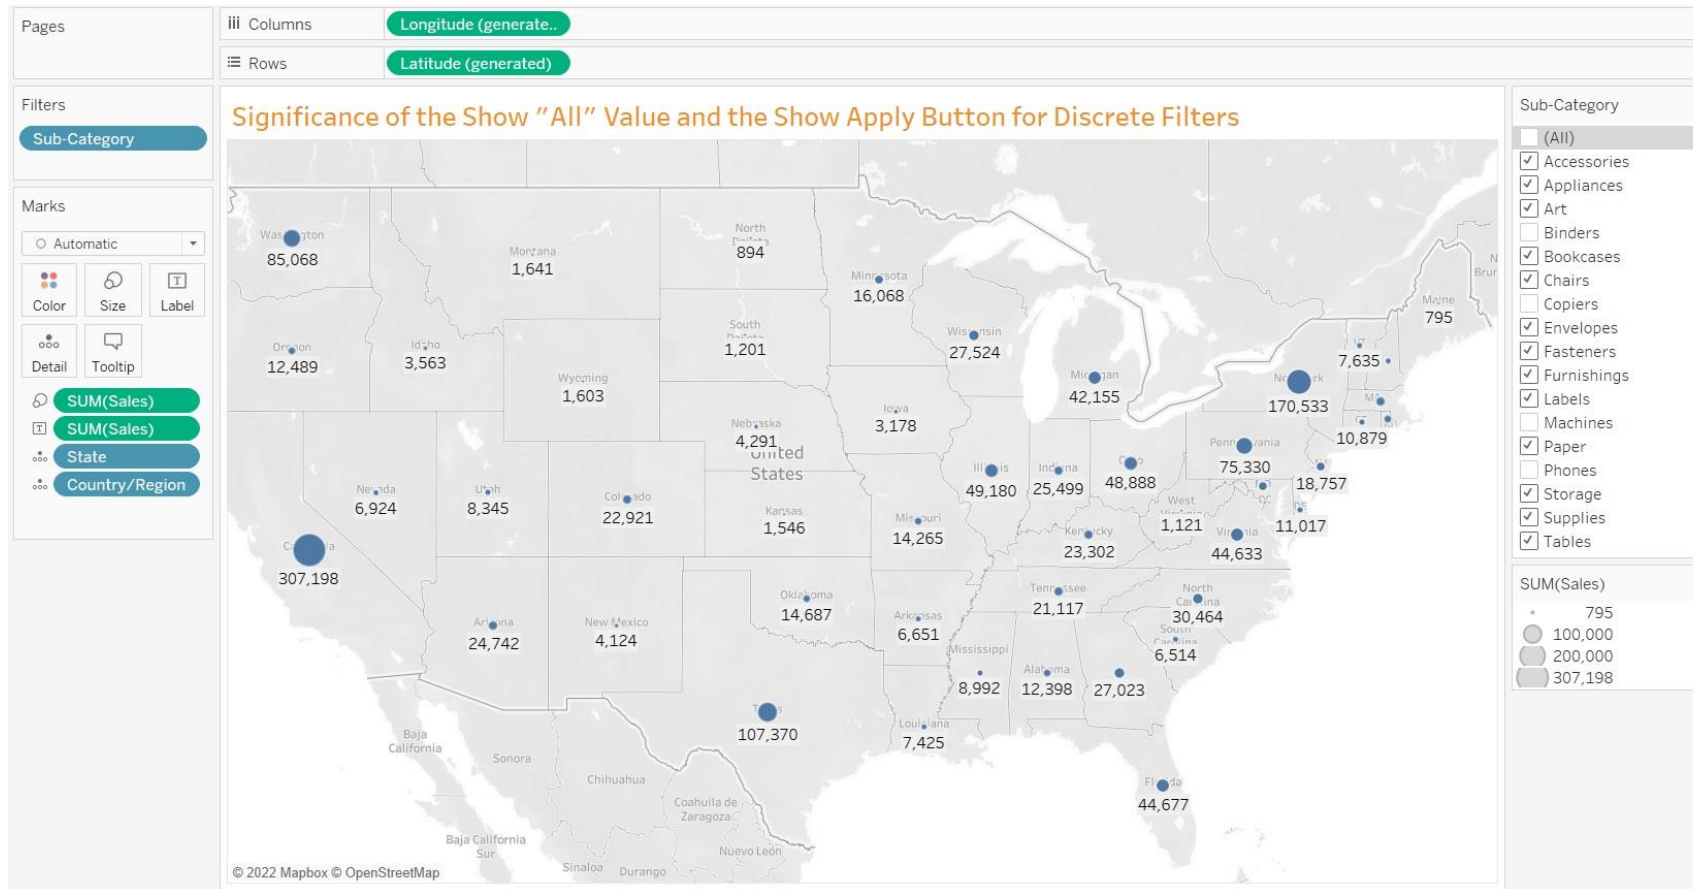 Pages
Columns
Longitude (generate..
Rows
Latitude (generated)
Filters
Sub-Category
Marks
Automatic
Color
Size
Label
Detail
Tooltip
SUM(Sales)
SUM(Sales)
State
Country/Region
Significance of the Show "All" Value and the Show Apply Button for Discrete Filters
85,068
Montana
1,641
North
894
Minnesota
16,068
Maine
795
Oregon
12,489
Idaho
3,563
South
1,201
Wisconsin
27,524
VT
7,635
Wyoming
1,603
Michigan
42,155
170,533
Iowa
3,178
Nebraska
4,291
United
States
10,879
Pennsylvania
75,330
Illinois
49,180
Indiana
25,499
48,888
18,757
Nevada
6,924
Utah
8,345
Colorado
22,921
Kansas
1,546
Missouri
14,265
West
1,121
DC
11,017
Kentucky
23,302
Virginia
44,633
307,198
Oklahoma
14,687
Tennessee
21,117
North
Carolina
30,464
Arizona
24,742
New Mexico
4,124
Arkansas
6,651
South
Carolina
6,514
Mississippi
8,992
Alabama
12,398
27,023
Texas
107,370
Louisiana
7,425
Florida
44,677
Baja
California
Sonora
Chihuahua
Coahuila de
Zaragoza
Baja California
Sur
Sinaloa
Durango
Nuevo León
© 2022 Mapbox © OpenStreetMap
Sub-Category
(All)
Accessories
Appliances
Art
Binders
Bookcases
Chairs
Copiers
Envelopes
Fasteners
Furnishings
Labels
Machines
Paper
Phones
Storage
Supplies
Tables
SUM(Sales)
795
100,000
200,000
307,198